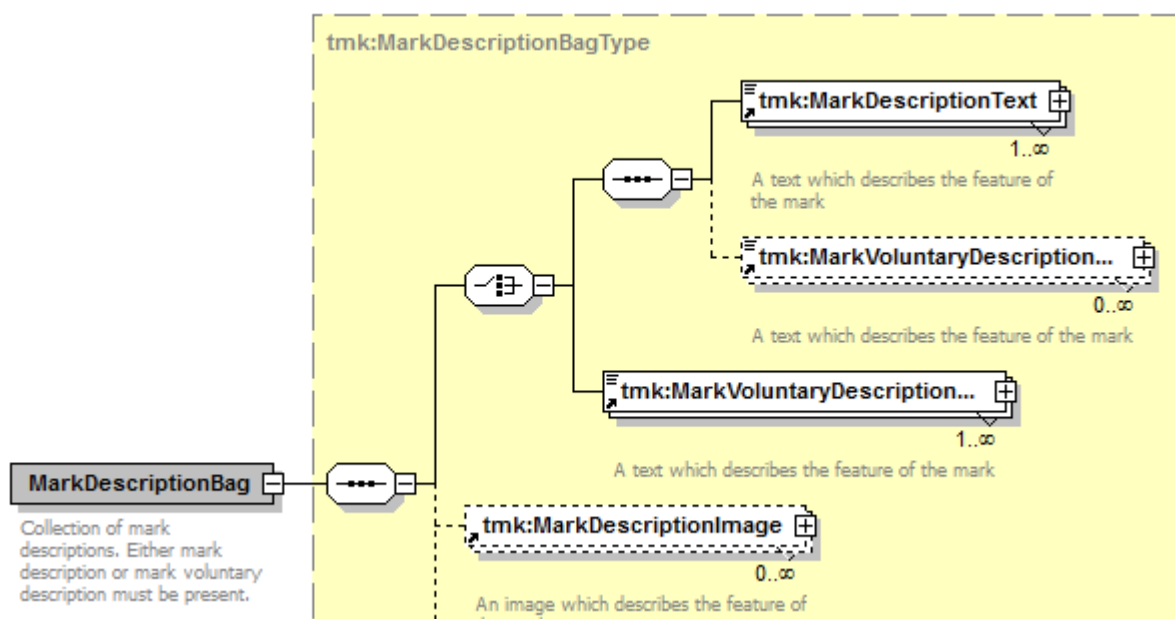 tmk:MarkDescriptionBagType
tmk:MarkDescriptionText
1..∞
A text which describes the feature of
the mark
tmk:MarkVoluntaryDescription...
0..∞
A text which describes the feature of the mark
tmk:MarkVoluntaryDescription...
1..∞
A text which describes the feature of the mark
MarkDescriptionBag
Collection of mark
descriptions. Either mark
description or mark voluntary
description must be present.
tmk:MarkDescriptionImage
0..∞
An image which describes the feature of